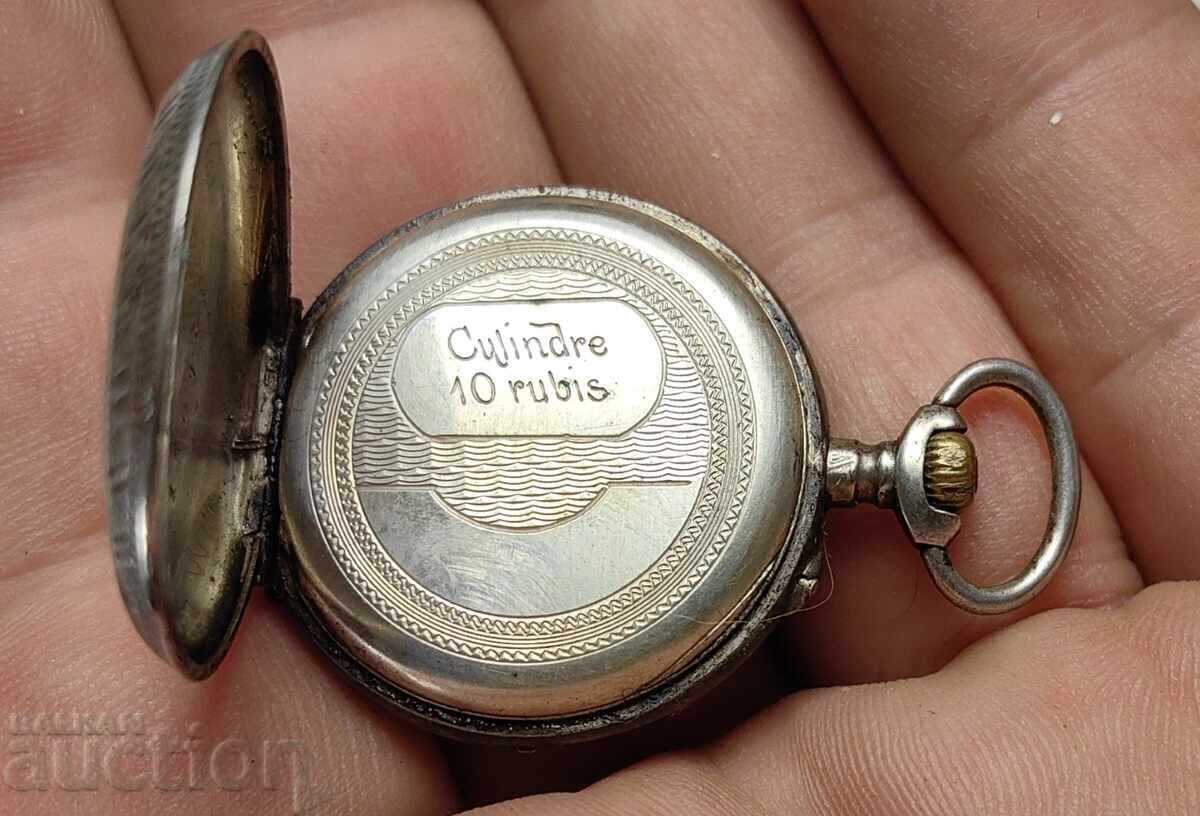 Cylindre
10 rubis
BALKAN
auction